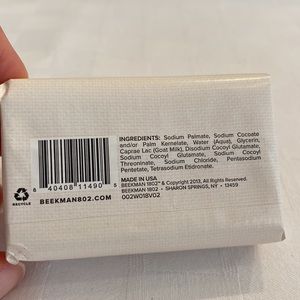 INGREDIENTS: Sodium Palmate, Sodium Cocoate
and/or Palm Kernelate, Water (Aqua), Glycerin,
Caprae Lac (Goat Milk), Disodium Cocoyl Glutamate,
Sodium Cocoyl Glutamate, Sodium Cocoyl
Threoninate, Sodium Chloride, Pentasodium
Pentetate, Tetrasodium Etidronate.
MADE IN USA
BEEKMAN 1802® & Copyright 2013, All Rights Reserved.
BEEKMAN 1802 • SHARON SPRINGS, NY • 13459
002W018V02
8 40408 11490 5
RECYCLE
BEEKMAN802.COM